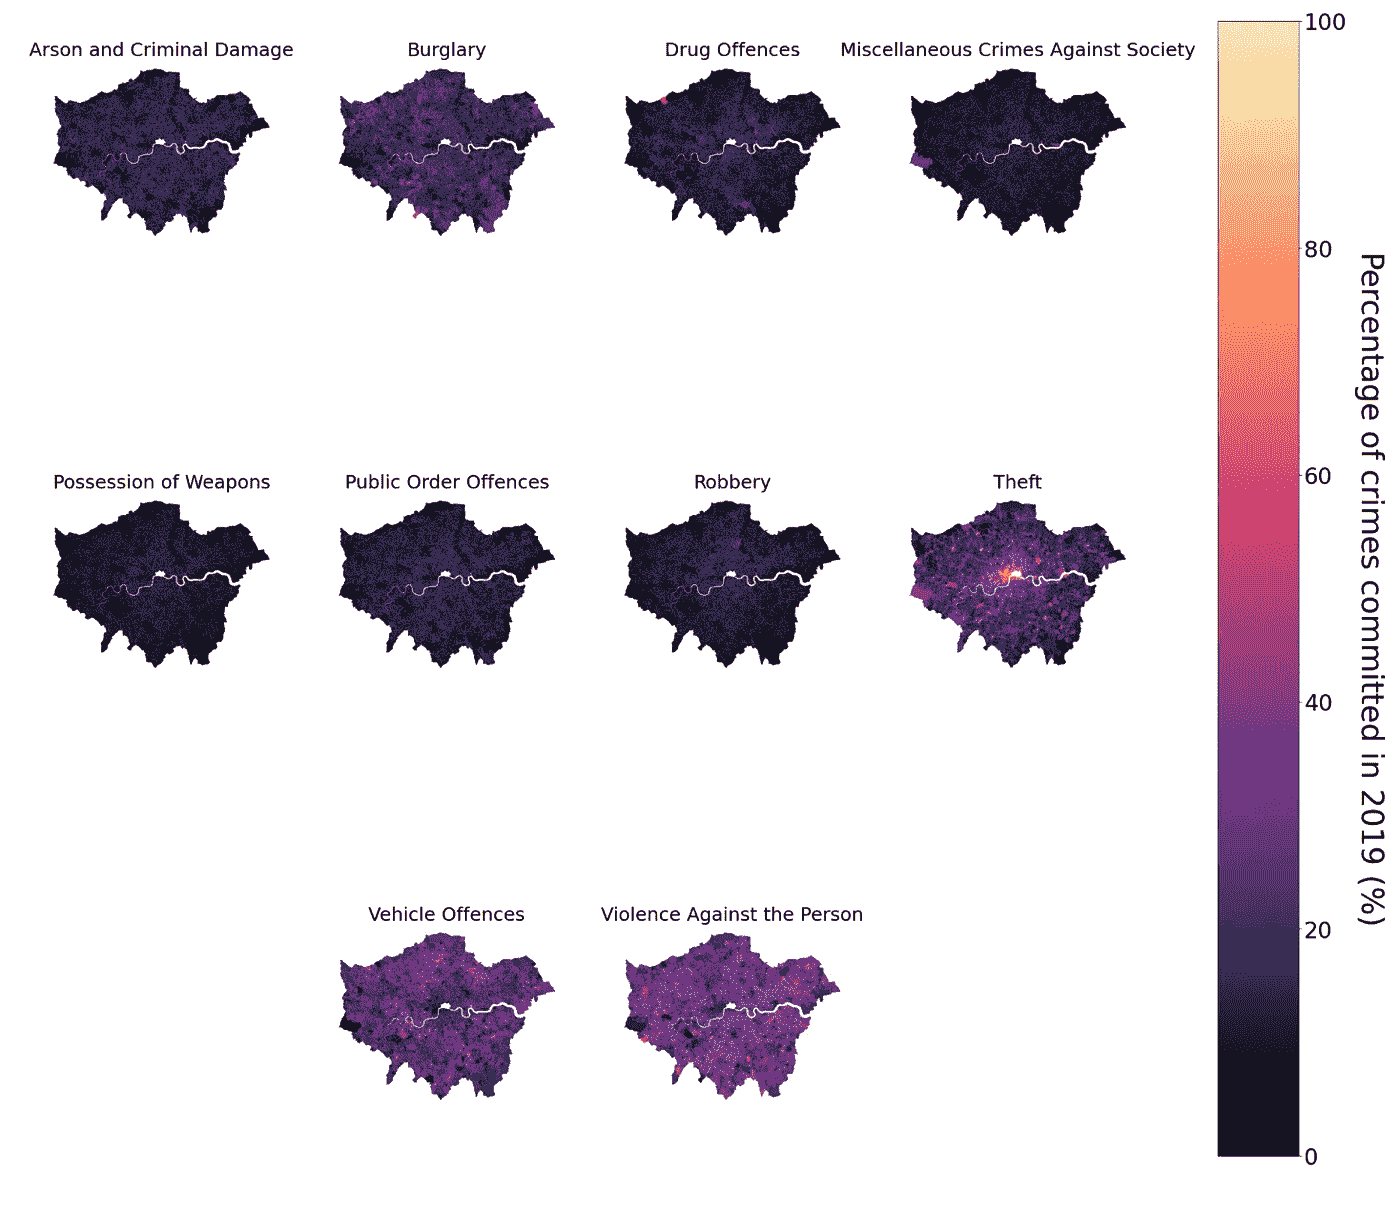 Arson and Criminal Damage
Burglary
Drug Offences
Miscellaneous Crimes Against Society
Possession of Weapons
Public Order Offences
Robbery
Theft
Vehicle Offences
Violence Against the Person
100
80
60
40
20
0
Percentage of crimes committed in 2019 (%)